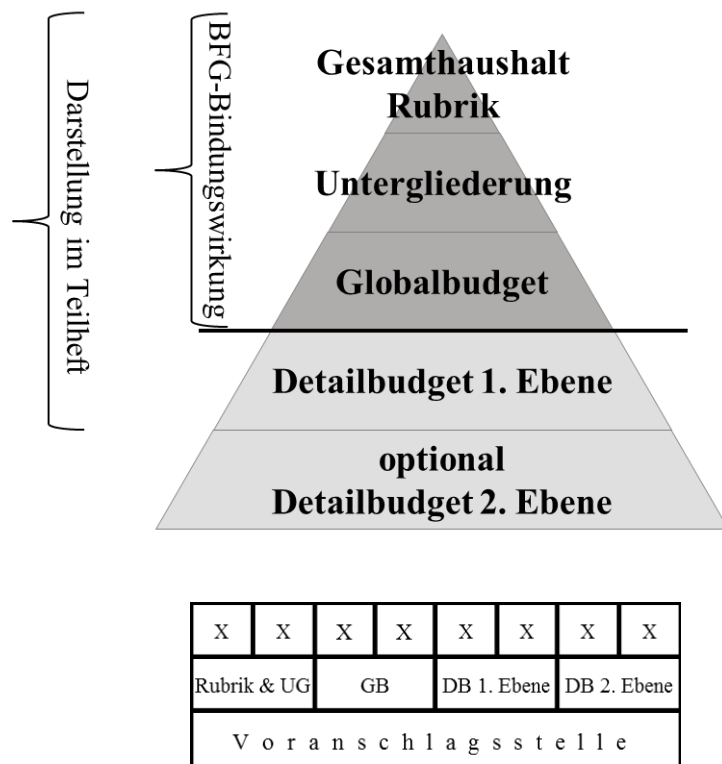 Darstellung im Teilheft
BFG-Bindungswirkung
Gesamthaushalt
Rubrik
Untergliederung
Globalbudget
Detailbudget 1. Ebene
optional
Detailbudget 2. Ebene
X X X X X X X X
Rubrik & UG GB DB 1. Ebene DB 2. Ebene
Voranschlagsstelle